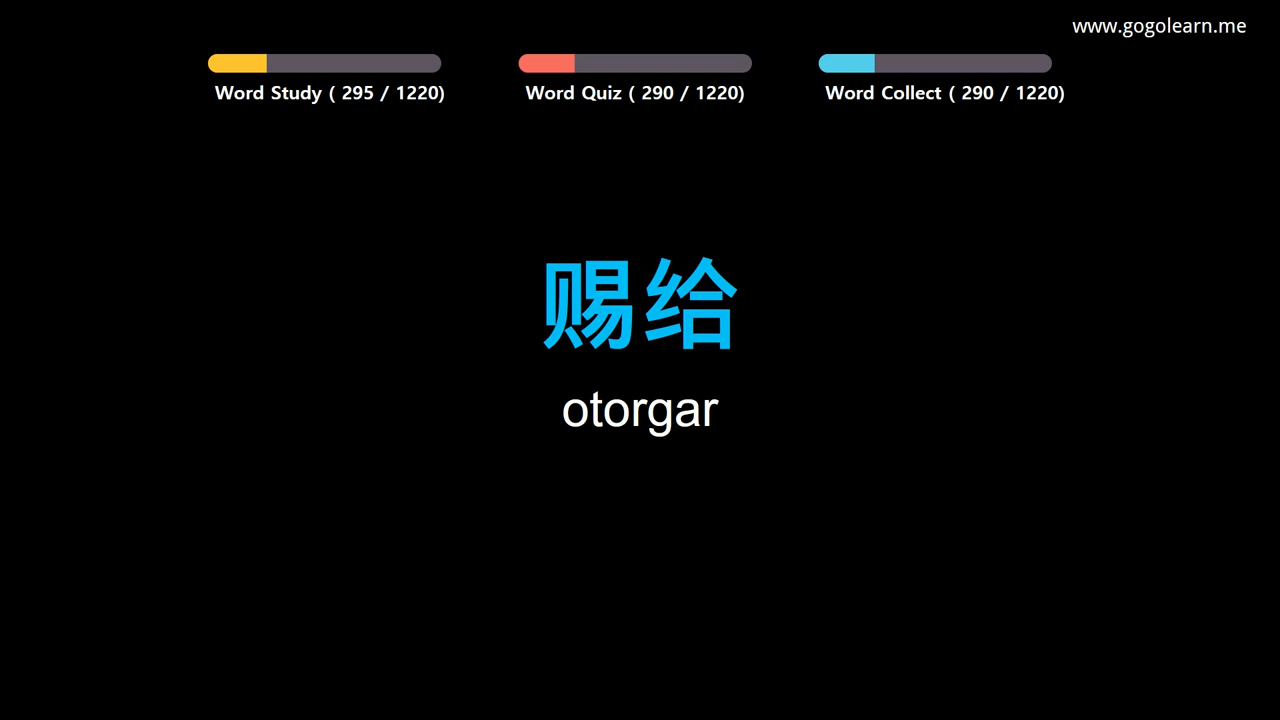 www.gogolearn.me
Word Study ( 295 / 1220)
Word Quiz ( 290 / 1220)
Word Collect ( 290 / 1220)
赐给
otorgar